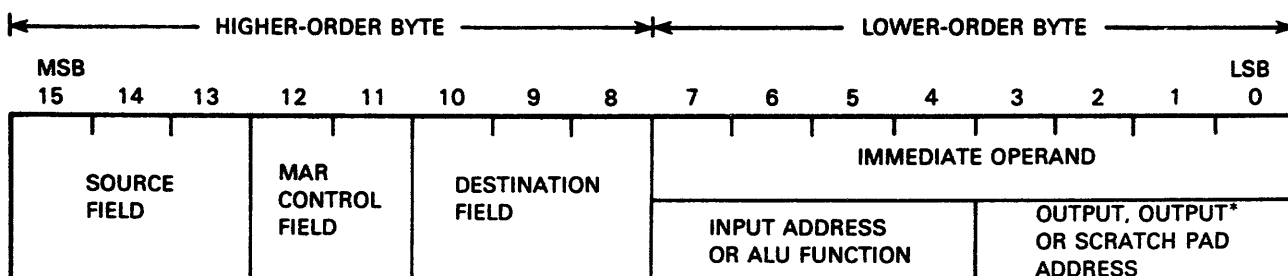 HIGHER-ORDER BYTE LOWER-ORDER BYTE
MSB LSB
15 14 13 12 11 10 9 8 7 6 5 4 3 2 1 0
IMMEDIATE OPERAND
SOURCE
FIELD
MAR
CONTROL
FIELD
DESTINATION
FIELD
INPUT ADDRESS
OR ALU FUNCTION
OUTPUT, OUTPUT*
OR SCRATCH PAD
ADDRESS